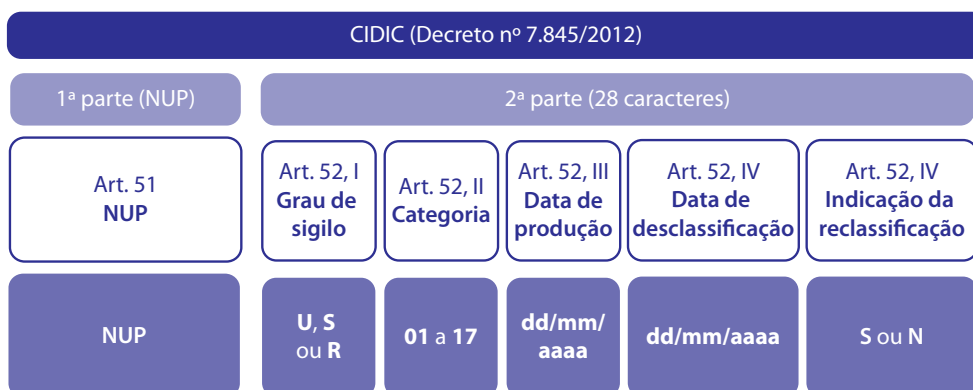 CIDIC (Decreto nº 7.845/2012)
1ª parte (NUP)
2ª parte (28 caracteres)
Art. 51
NUP
Art. 52, I
Grau de
sigilo
Art. 52, II
Categoria
Art. 52, III
Data de
produção
Art. 52, IV
Data de
desclassificação
Art. 52, IV
Indicação da
reclassificação
NUP
U, S
ou R
01 a 17
dd/mm/
aaaa
dd/mm/aaaa
S ou N